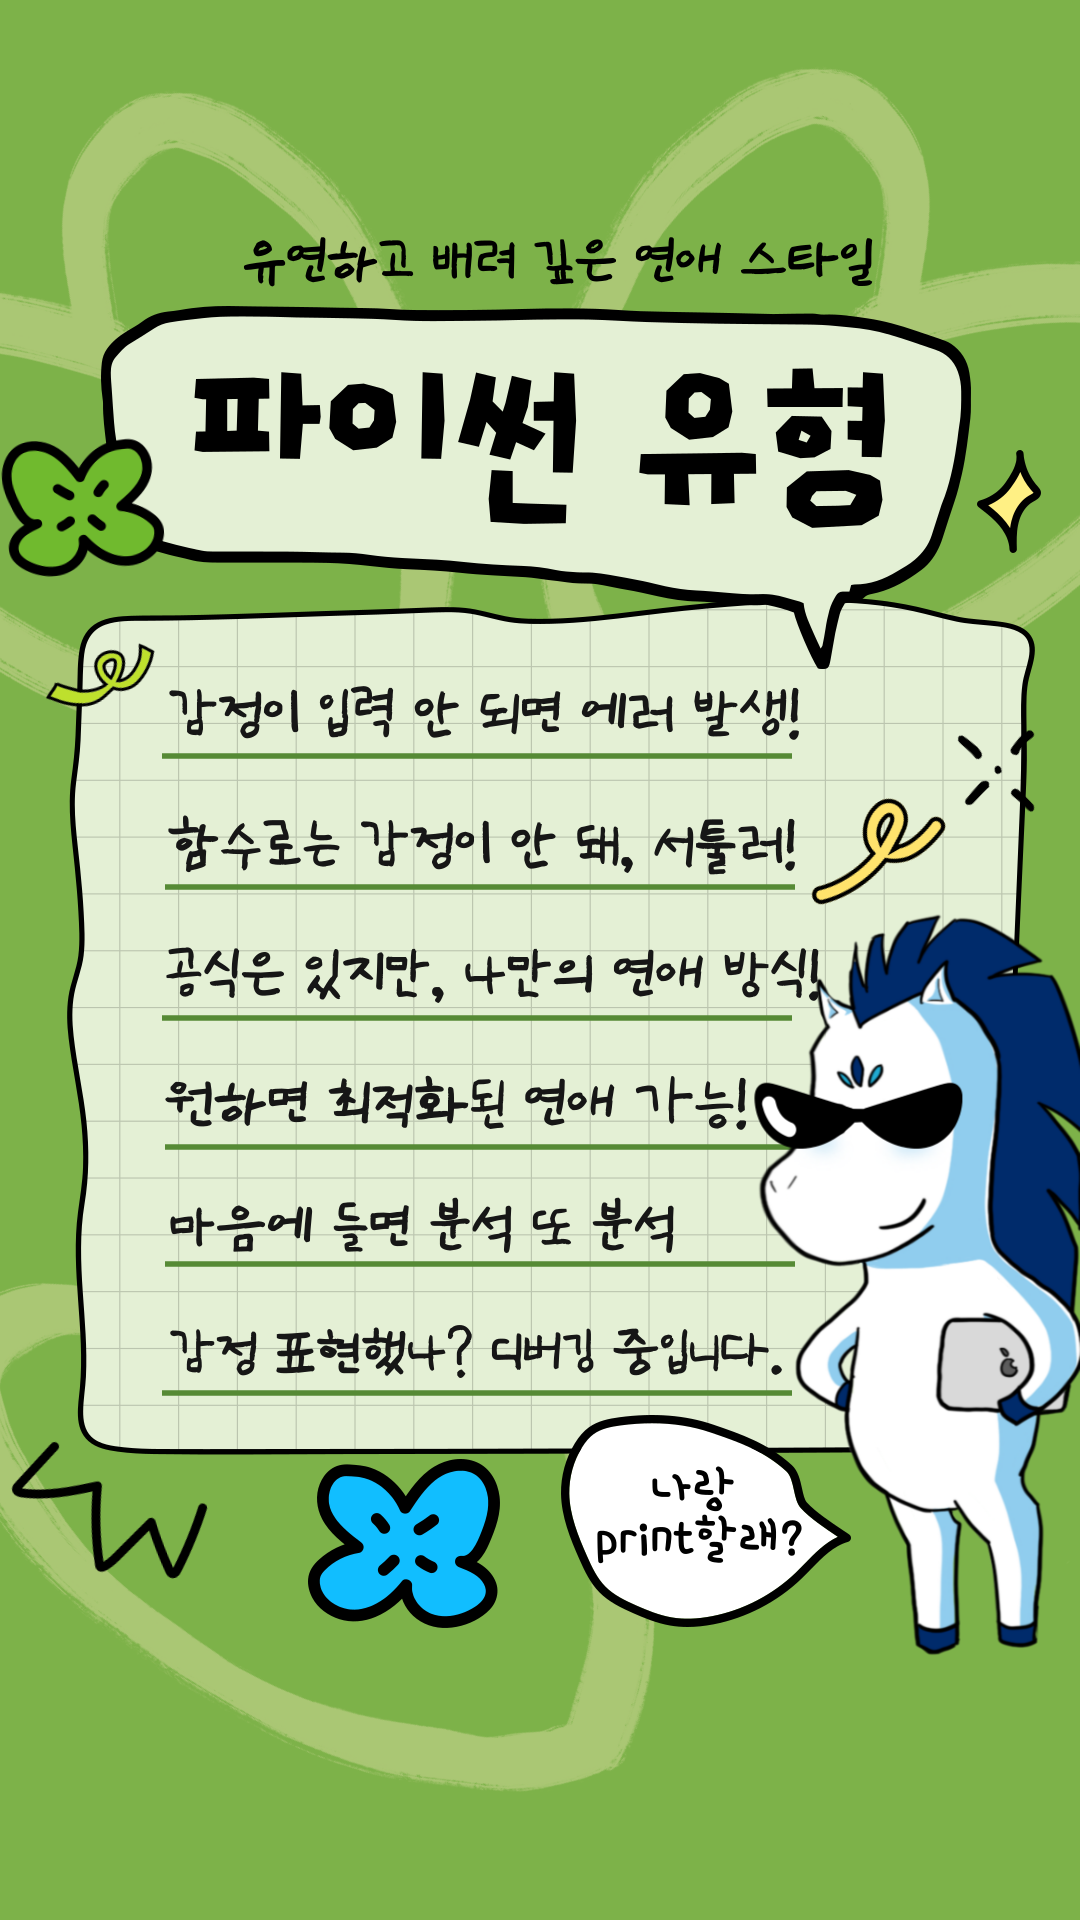 유연하고 배려 깊은 연애 스타일
파이썬 유형
감정이 입력 안 되면 에러 발생!
함수로는 감정이 안 돼, 서툴러!
공식은 있지만, 나만의 연애 방식!
원하면 최적화된 연애 가능!
마음에 들면 분석 또 분석
감정 표현했나? 디버깅 중입니다.
나랑
print할래?